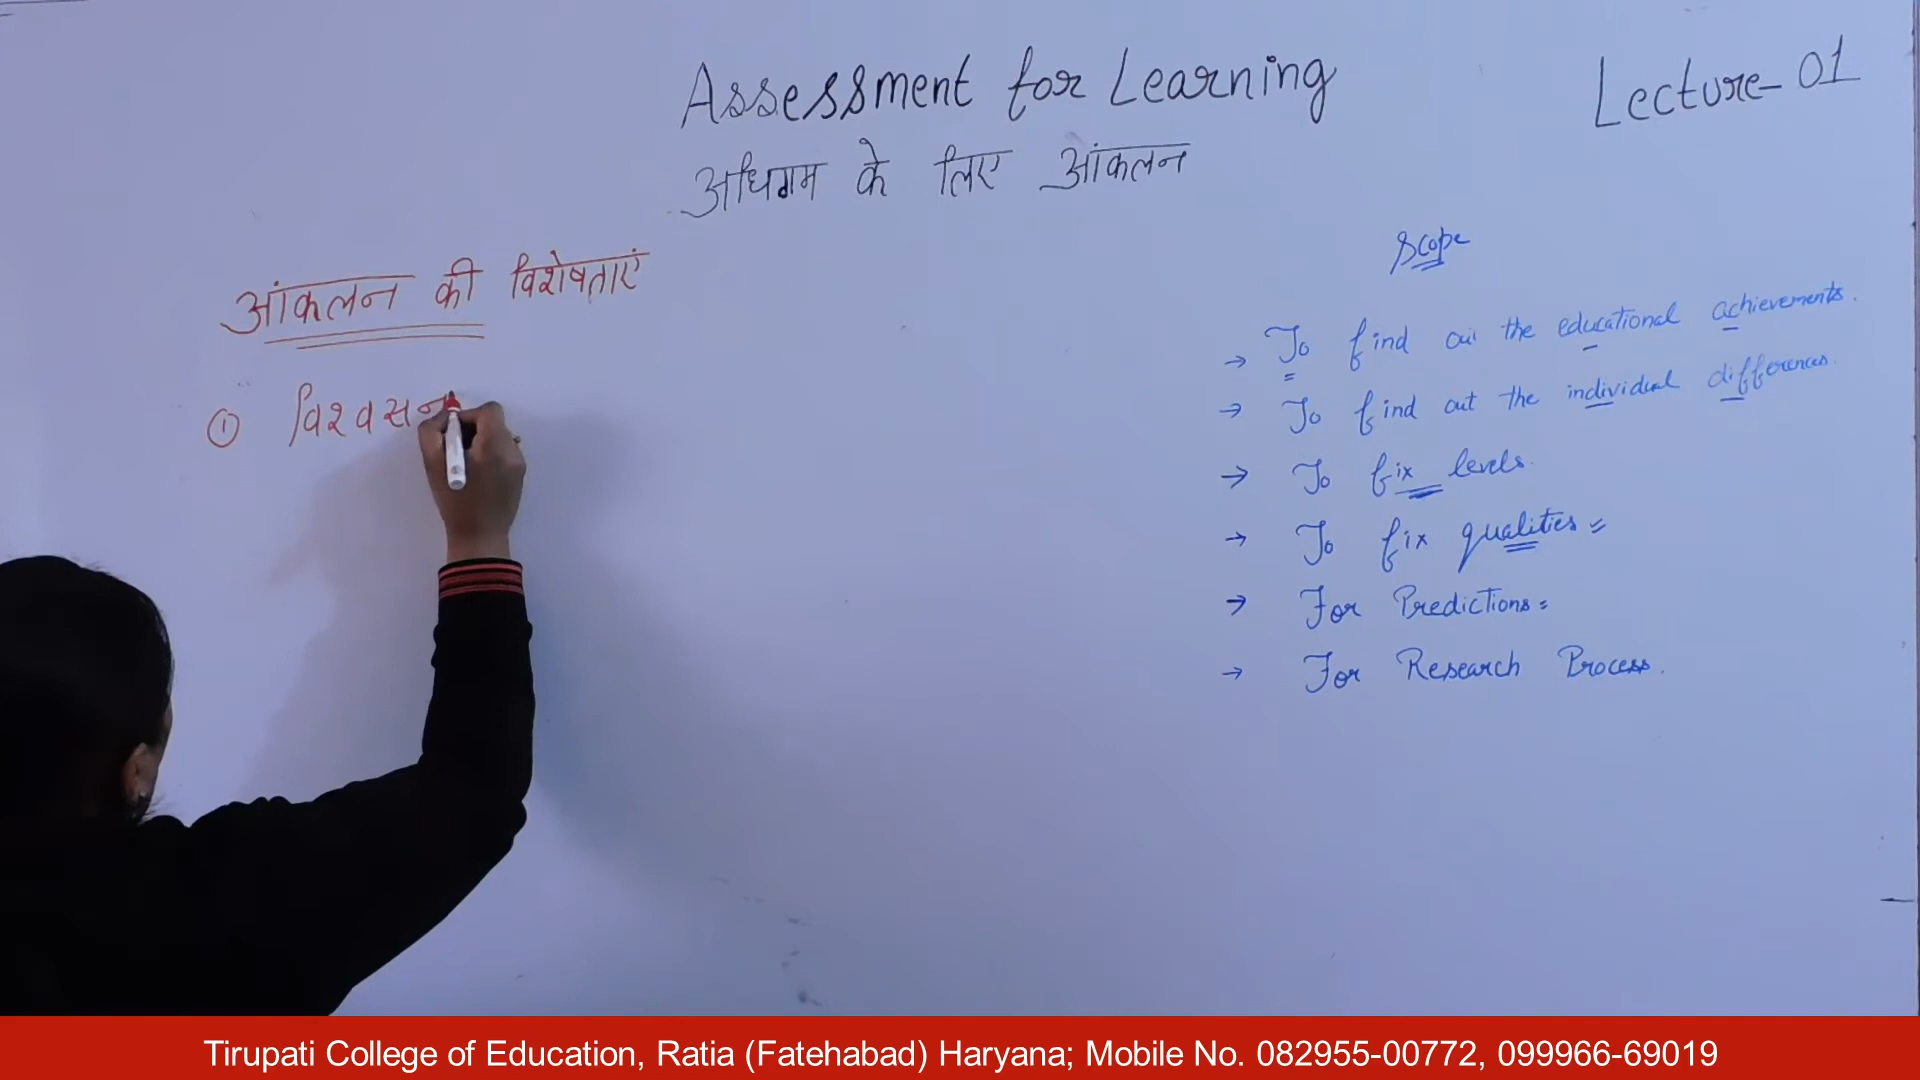 Assessment for Learning
Lecture-01
अधिगम के लिए आंकलन
आंकलन की विशेषताएं
① विश्वसन
Scope
→ To find out the educational achievements.
→ To find out the individual differences.
→ To fix levels.
→ To fix qualities
→ For Predictions
→ For Research Process.
Tirupati College of Education, Ratia (Fatehabad) Haryana; Mobile No. 082955-00772, 099966-69019